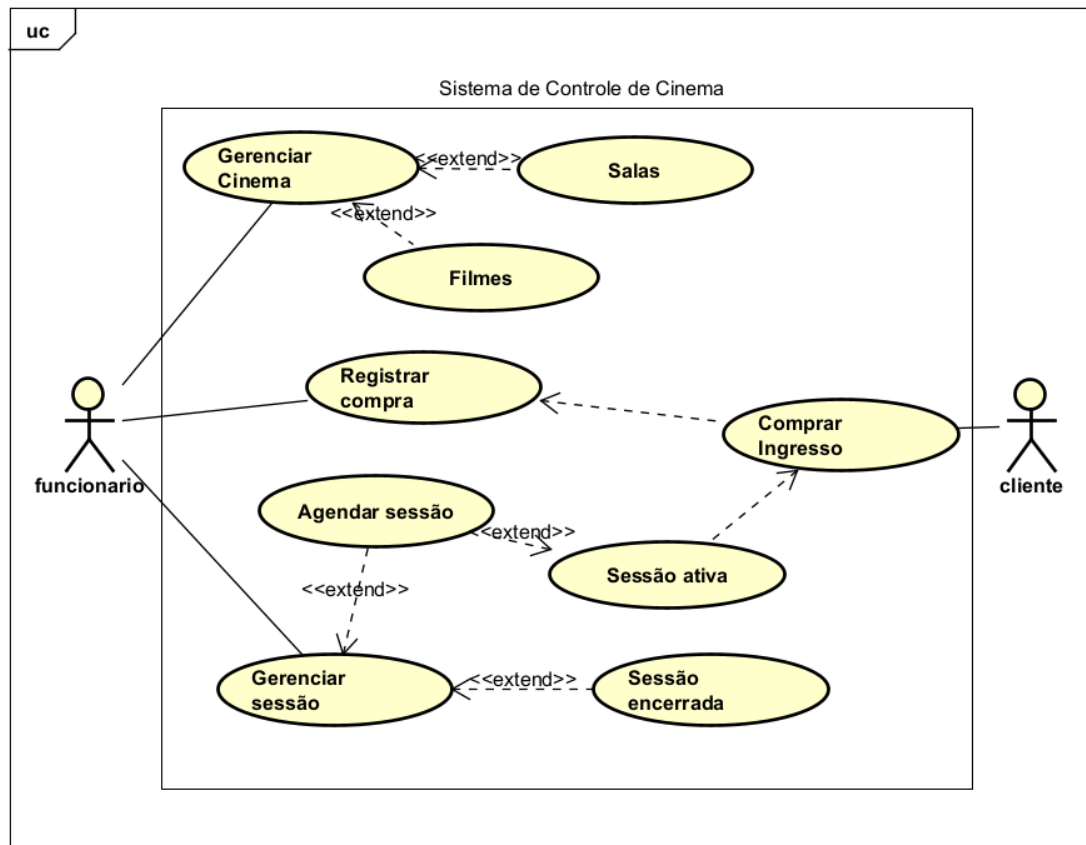 uc
Sistema de Controle de Cinema
Gerenciar
Cinema
<<extend>>
Salas
<<extend>>
Filmes
Registrar
compra
Comprar
Ingresso
funcionario
cliente
Agendar sessão
<<extend>>
Sessão ativa
<<extend>>
Gerenciar
sessão
<<extend>>
Sessão
encerrada